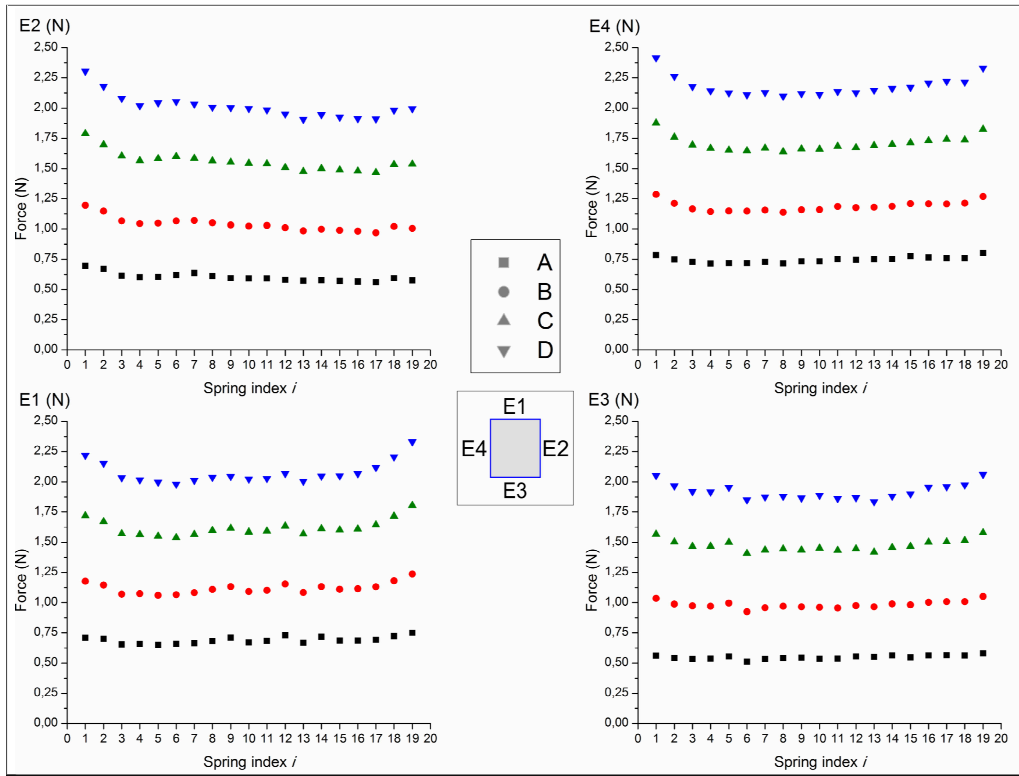 E2 (N)
2,50
2,25
2,00
1,75
1,50
1,25
1,00
0,75
0,50
0,25
0,00
Force (N)
0 1 2 3 4 5 6 7 8 9 10 11 12 13 14 15 16 17 18 19 20
Spring index i
E4 (N)
2,50
2,25
2,00
1,75
1,50
1,25
1,00
0,75
0,50
0,25
0,00
Force (N)
0 1 2 3 4 5 6 7 8 9 10 11 12 13 14 15 16 17 18 19 20
Spring index i
A
B
C
D
E1
E4 E2
E3
E1 (N)
2,50
2,25
2,00
1,75
1,50
1,25
1,00
0,75
0,50
0,25
0,00
Force (N)
0 1 2 3 4 5 6 7 8 9 10 11 12 13 14 15 16 17 18 19 20
Spring index i
E3 (N)
2,50
2,25
2,00
1,75
1,50
1,25
1,00
0,75
0,50
0,25
0,00
Force (N)
0 1 2 3 4 5 6 7 8 9 10 11 12 13 14 15 16 17 18 19 20
Spring index i